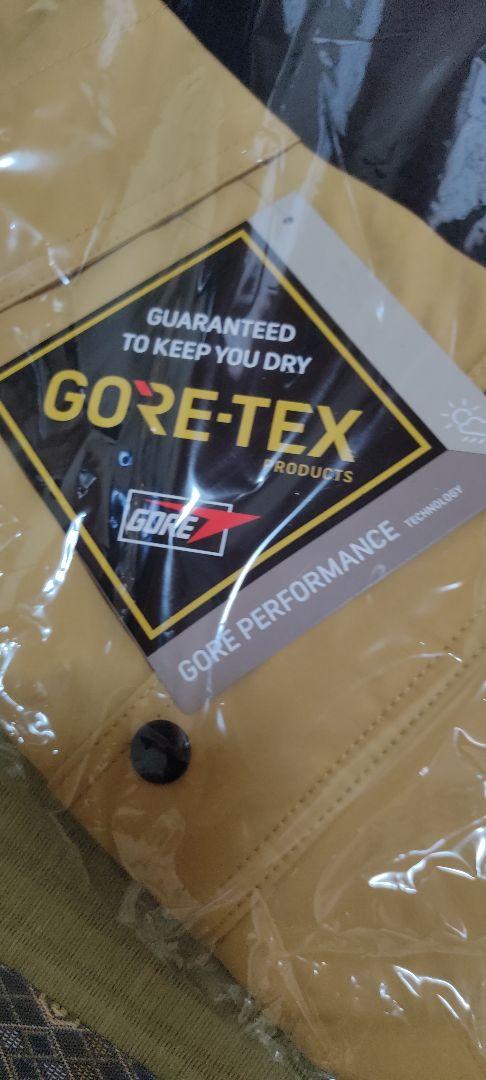 GUARANTEED
TO KEEP YOU DRY
GORE-TEX
PRODUCTS
GORE
GORE PERFORMANCE TECHNOLOGY